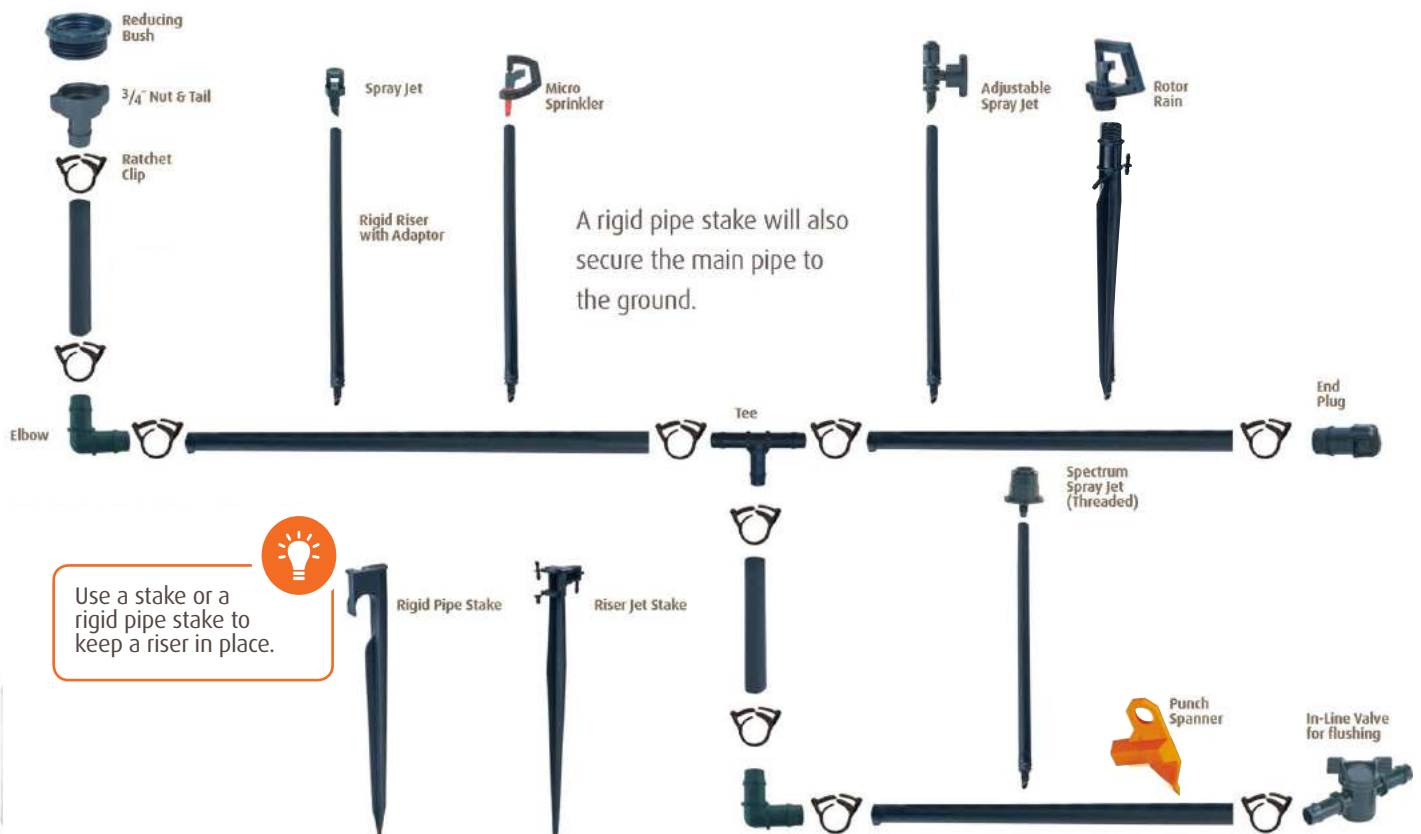 Reducing
Bush
3/4" Nut & Tail
Ratchet
Clip
Spray Jet
Micro
Sprinkler
Adjustable
Spray Jet
Rotor
Rain
Rigid Riser
with Adaptor
A rigid pipe stake will also
secure the main pipe to
the ground.
Elbow
Tee
End
Plug
Spectrum
Spray Jet
(Threaded)
Use a stake or a
rigid pipe stake to
keep a riser in place.
Rigid Pipe Stake
Riser Jet Stake
Punch
Spanner
In-Line Valve
for flushing